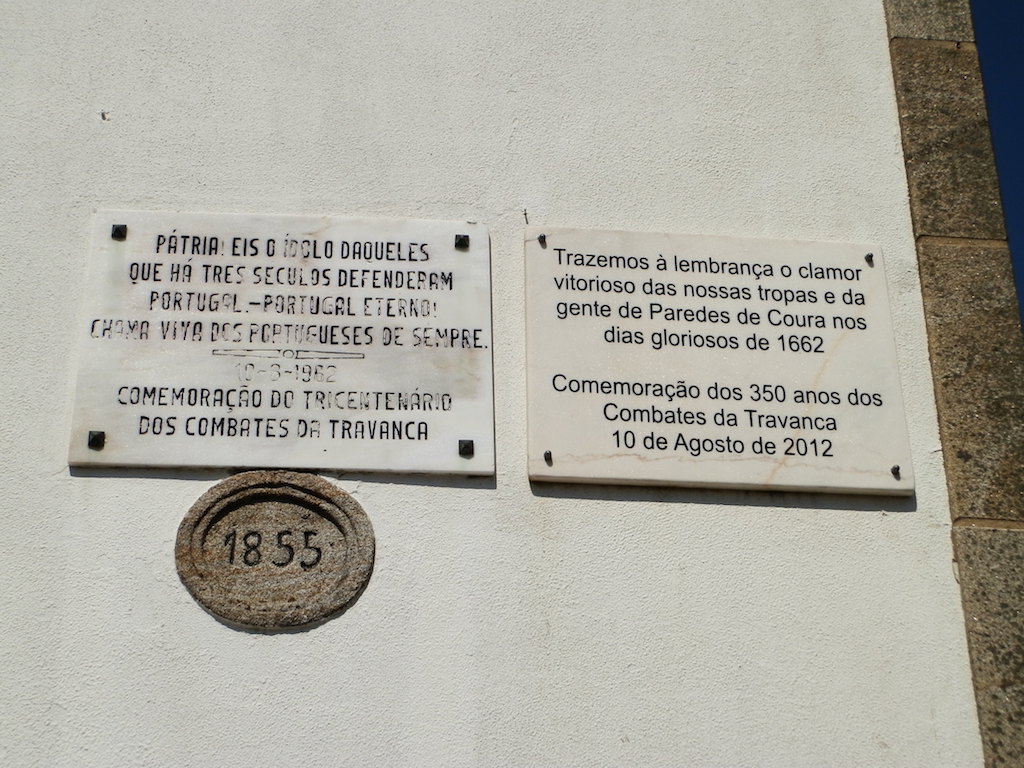 PÁTRIA! EIS O ÍDOLO DAQUELES
QUE HÁ TRES SECULOS DEFENDERAM
PORTUGAL.-PORTUGAL ETERNO!
CHAMA VIVA DOS PORTUGUESES DE SEMPRE.
10-8-1962
COMEMORAÇÃO DO TRICENTENÁRIO
DOS COMBATES DA TRAVANCA
1855
Trazemos à lembrança o clamor
vitorioso das nossas tropas e da
gente de Paredes de Coura nos
dias gloriosos de 1662
Comemoração dos 350 anos dos
Combates da Travanca
10 de Agosto de 2012